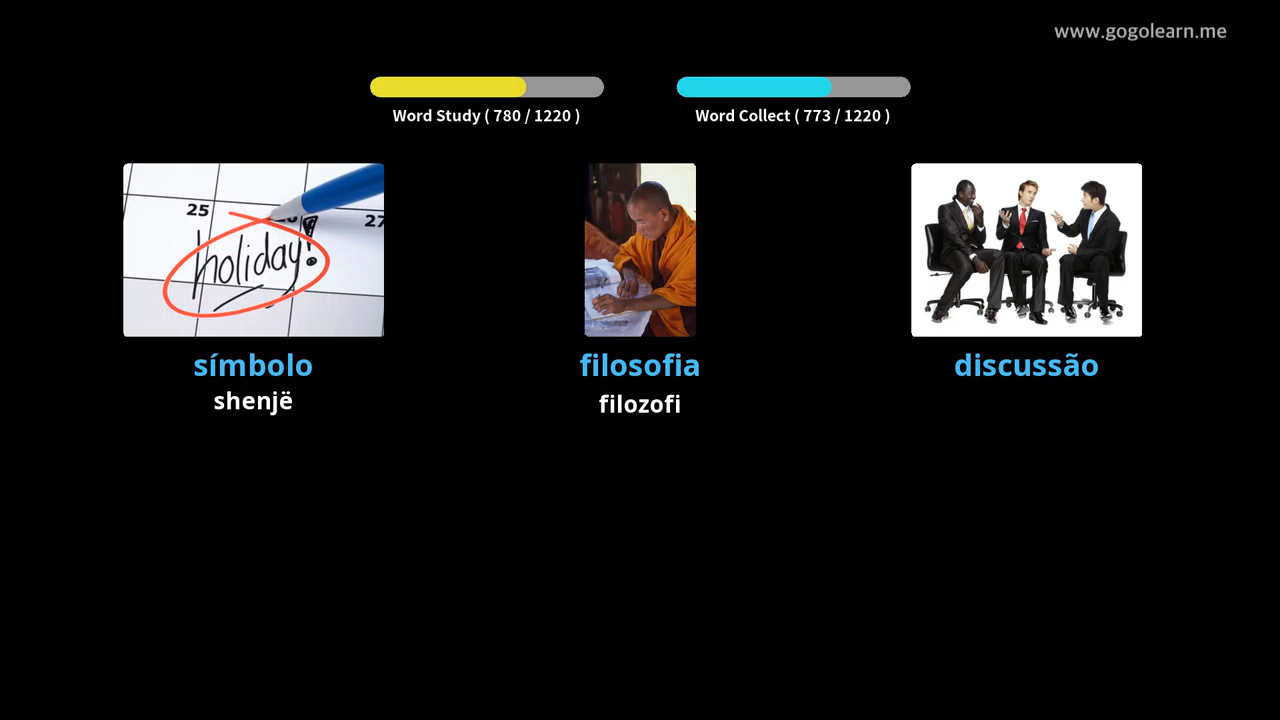 www.gogolearn.me
Word Study ( 780 / 1220 )
Word Collect ( 773 / 1220 )
25
27
holiday!
símbolo
filosofia
discussão
shenjë
filozofi